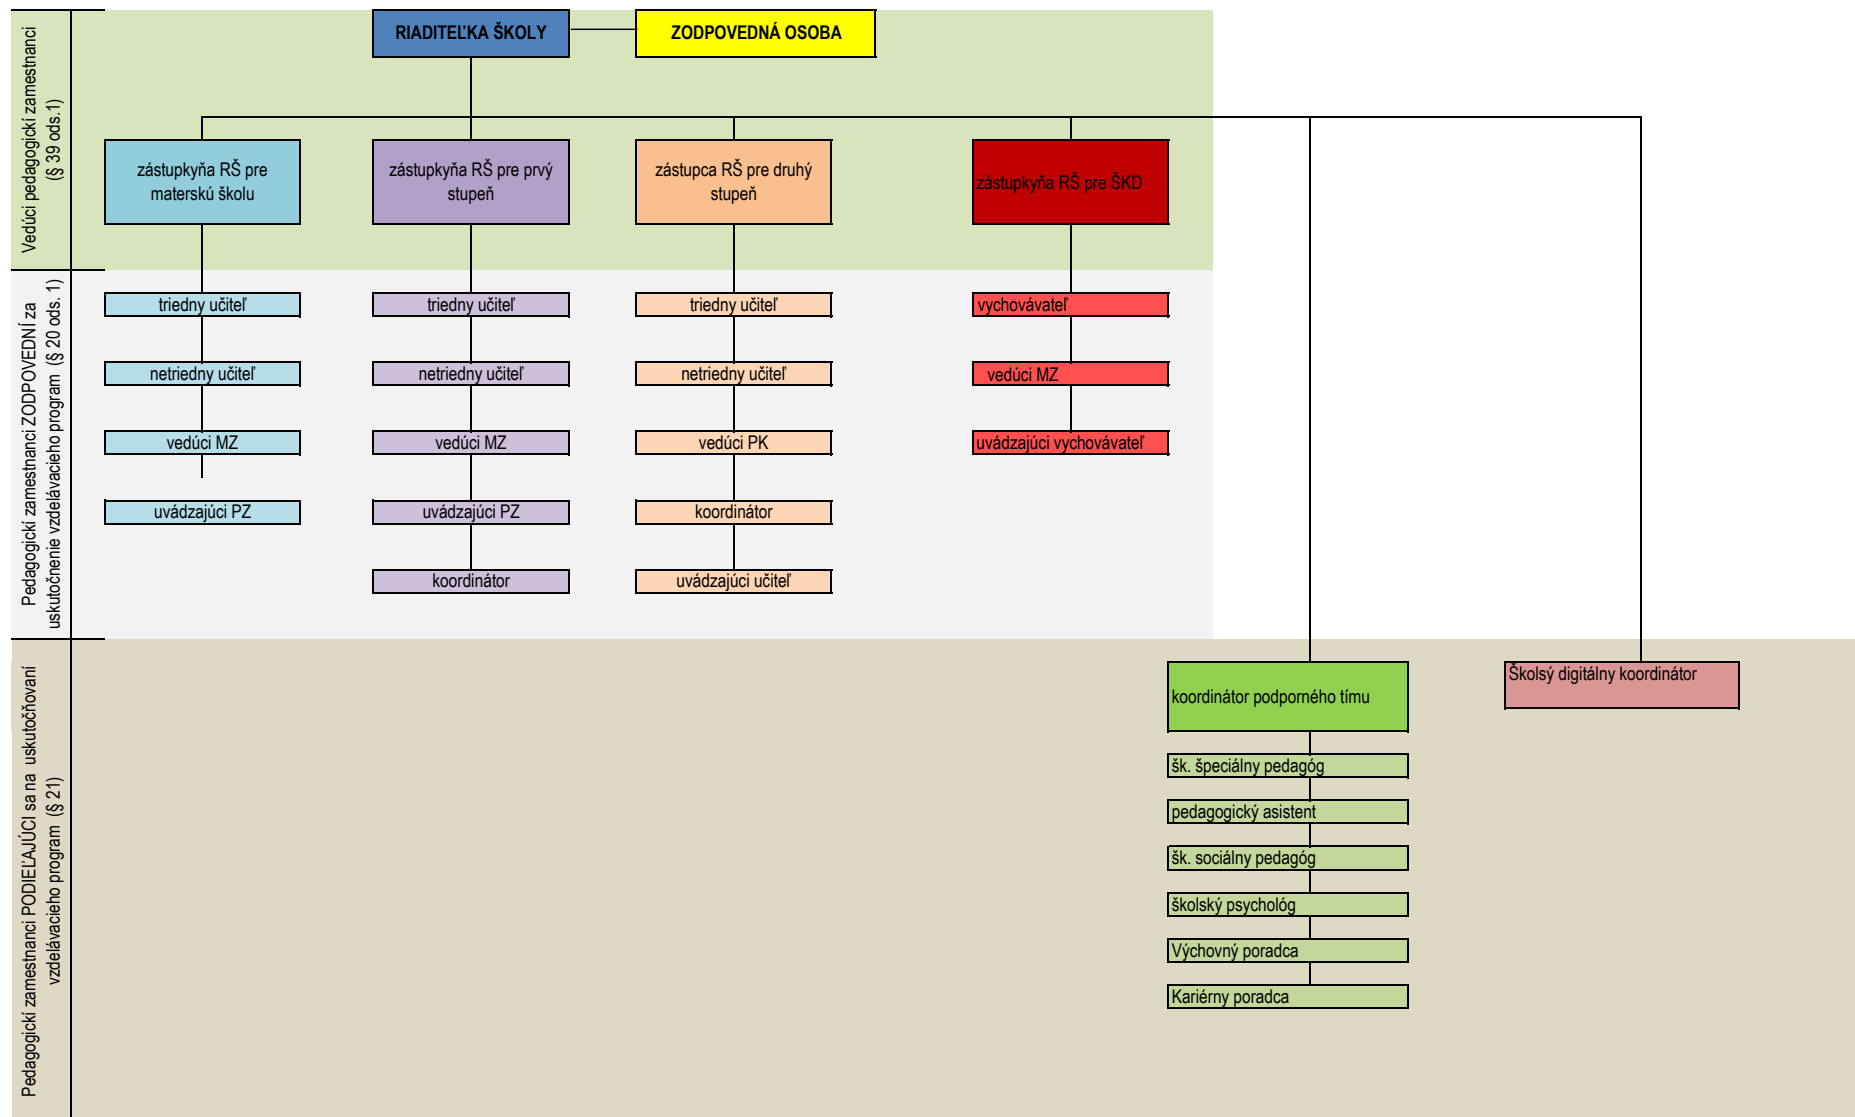 RIADITEĽKA ŠKOLY
ZODPOVEDNÁ OSOBA
Vedúci pedagogickí zamestnanci
(§ 39 ods.1)
zástupkyňa RŠ pre
materskú školu
zástupkyňa RŠ pre prvý
stupeň
zástupca RŠ pre druhý
stupeň
zástupkyňa RŠ pre ŠKD
Pedagogickí zamestnanci ZODPOVEDNÍ za
uskutočnenie vzdelávacieho program (§ 20 ods. 1)
triedny učiteľ
triedny učiteľ
triedny učiteľ
vychovávateľ
netriedny učiteľ
netriedny učiteľ
netriedny učiteľ
vedúci MZ
vedúci MZ
vedúci MZ
vedúci PK
uvádzajúci vychovávateľ
uvádzajúci PZ
uvádzajúci PZ
koordinátor
koordinátor
uvádzajúci učiteľ
Pedagogickí zamestnanci PODIEĽAJÚCI sa na uskutočňovaní
vzdelávacieho program (§ 21)
koordinátor podporného tímu
Školsý digitálny koordinátor
šk. špeciálny pedagóg
pedagogický asistent
šk. sociálny pedagóg
školský psychológ
Výchovný poradca
Kariérny poradca